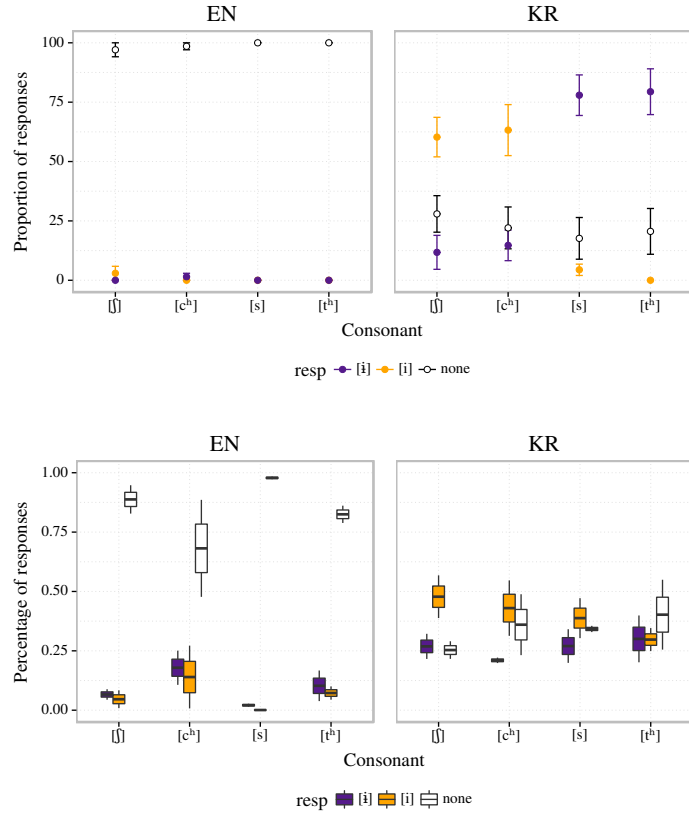 EN KR
100
75
50
25
0
Proportion of responses
[ʃ] [cʰ] [s] [tʰ] [ʃ] [cʰ] [s] [tʰ]
Consonant
resp [ɨ] [i] none
EN KR
1.00
0.75
0.50
0.25
0.00
Percentage of responses
[ʃ] [cʰ] [s] [tʰ] [ʃ] [cʰ] [s] [tʰ]
Consonant
resp [ɨ] [i] none